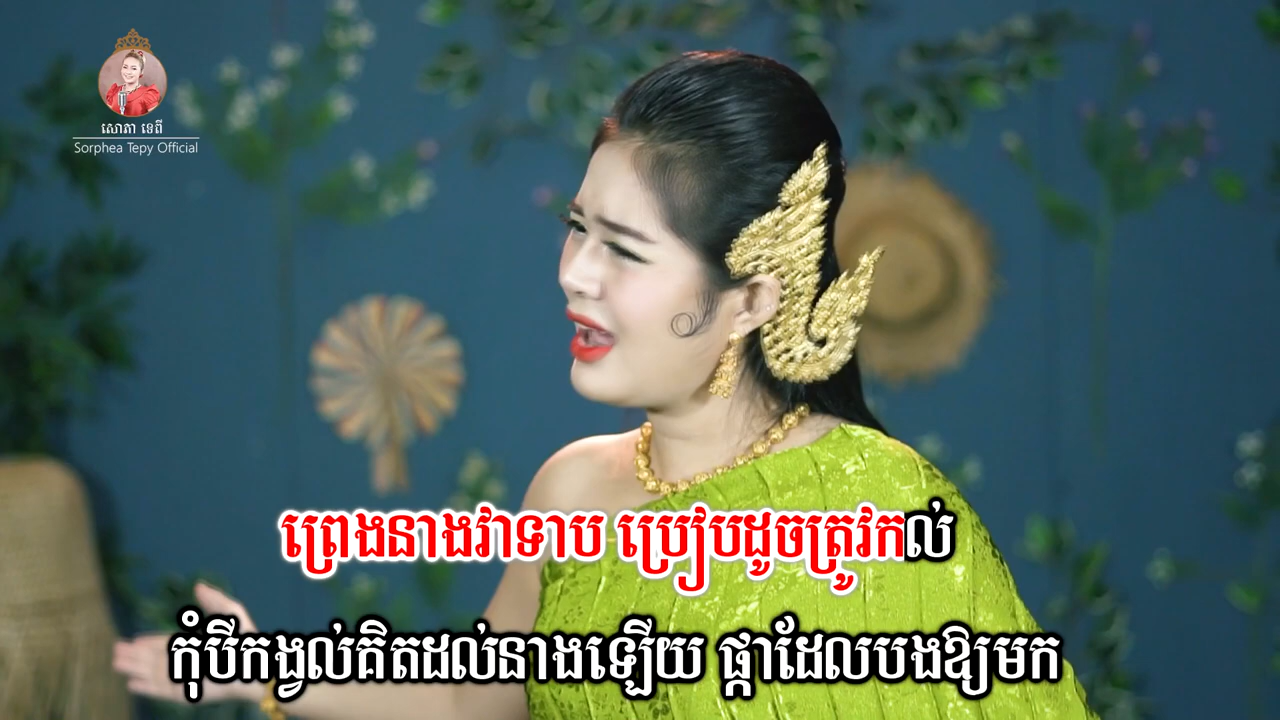 សោភា ទេពី
Sorphea Tepy Official
ព្រេងនាងវាទាប ប្រៀបដូចត្រូវកល់
កុំបីកង្វល់គិតដល់នាងឡើយ ផ្កាដែលបងឱ្យមក